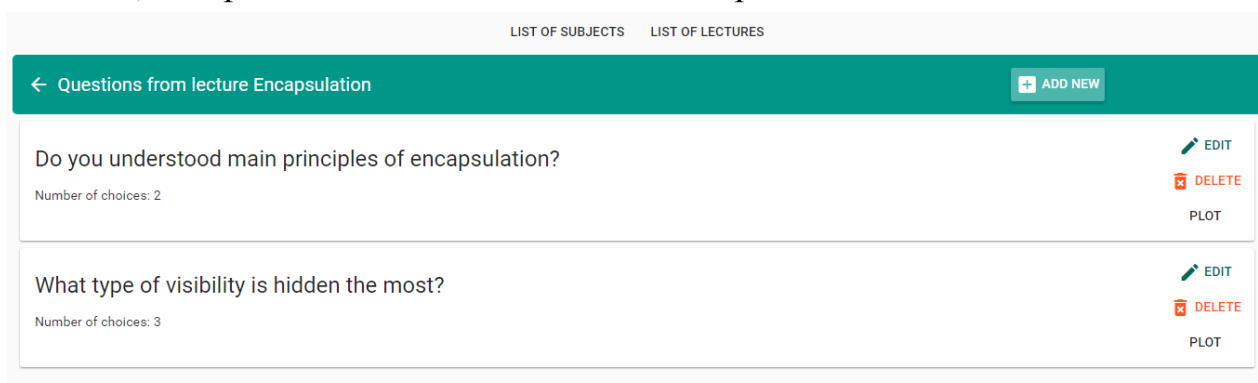 LIST OF SUBJECTS LIST OF LECTURES
Questions from lecture Encapsulation ADD NEW
Do you understood main principles of encapsulation?
Number of choices: 2
EDIT
DELETE
PLOT
What type of visibility is hidden the most?
Number of choices: 3
EDIT
DELETE
PLOT